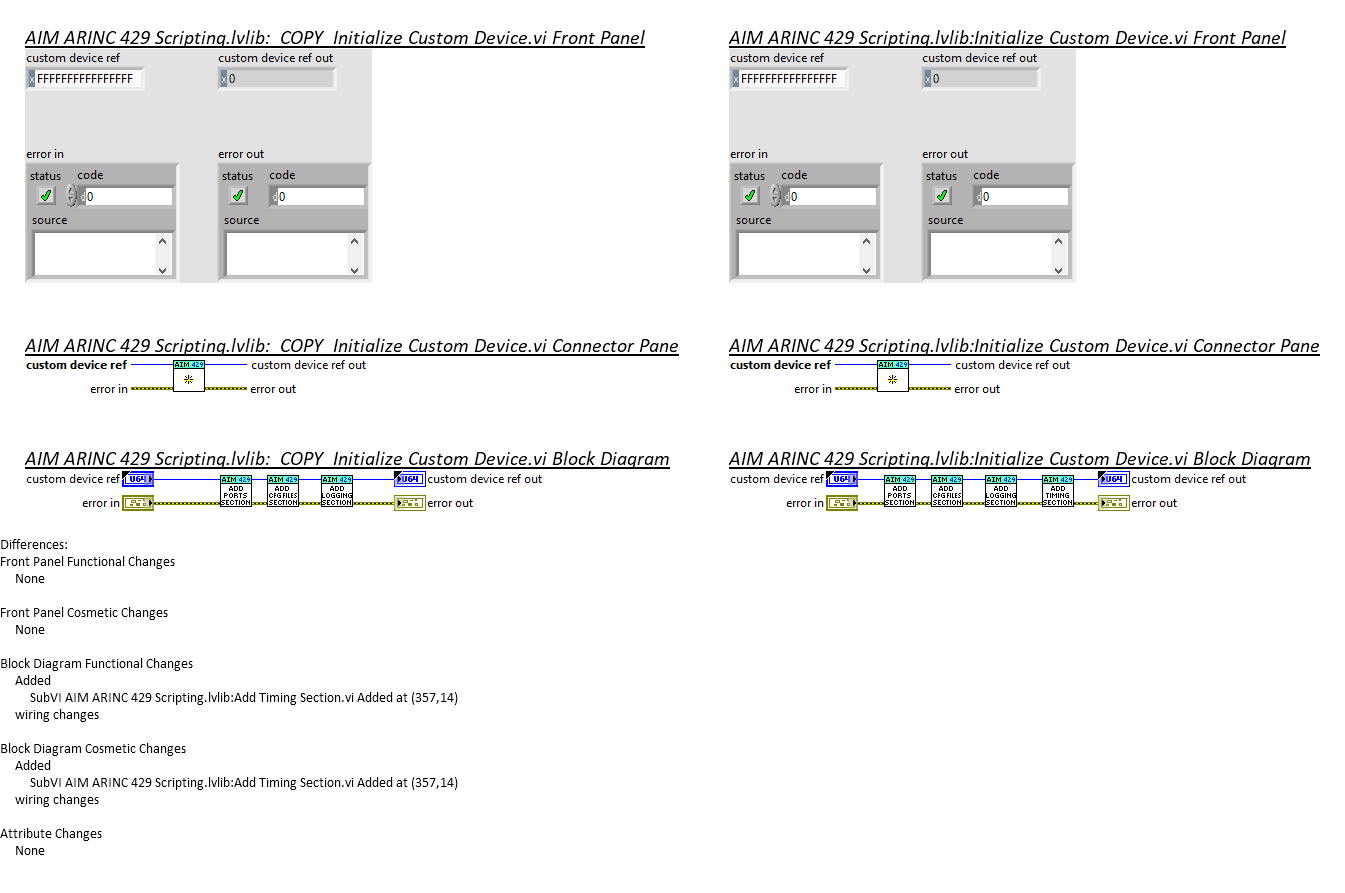 AIM ARINC 429 Scripting.lvlib:  COPY  Initialize Custom Device.vi Front Panel
custom device ref
custom device ref out
x FFFFFFFFFFFFFFFF
x 0
error in
error out
status
code
status
code
d 0
d 0
source
source
AIM ARINC 429 Scripting.lvlib:Initialize Custom Device.vi Front Panel
custom device ref
custom device ref out
x FFFFFFFFFFFFFFFF
x 0
error in
error out
status
code
status
code
d 0
d 0
source
source
AIM ARINC 429 Scripting.lvlib:  COPY  Initialize Custom Device.vi Connector Pane
custom device ref
AIM 429
custom device ref out
error in
error out
AIM ARINC 429 Scripting.lvlib:Initialize Custom Device.vi Connector Pane
custom device ref
AIM 429
custom device ref out
error in
error out
AIM ARINC 429 Scripting.lvlib:  COPY  Initialize Custom Device.vi Block Diagram
custom device ref
U64
AIM 429
ADD
PORTS
SECTION
AIM 429
ADD
CFGFILES
SECTION
AIM 429
ADD
LOGGING
SECTION
U64
custom device ref out
error in
error out
AIM ARINC 429 Scripting.lvlib:Initialize Custom Device.vi Block Diagram
custom device ref
U64
AIM 429
ADD
PORTS
SECTION
AIM 429
ADD
CFGFILES
SECTION
AIM 429
ADD
LOGGING
SECTION
AIM 429
ADD
TIMING
SECTION
U64
custom device ref out
error in
error out
Differences:
Front Panel Functional Changes
None
Front Panel Cosmetic Changes
None
Block Diagram Functional Changes
Added
SubVI AIM ARINC 429 Scripting.lvlib:Add Timing Section.vi Added at (357,14)
wiring changes
Block Diagram Cosmetic Changes
Added
SubVI AIM ARINC 429 Scripting.lvlib:Add Timing Section.vi Added at (357,14)
wiring changes
Attribute Changes
None